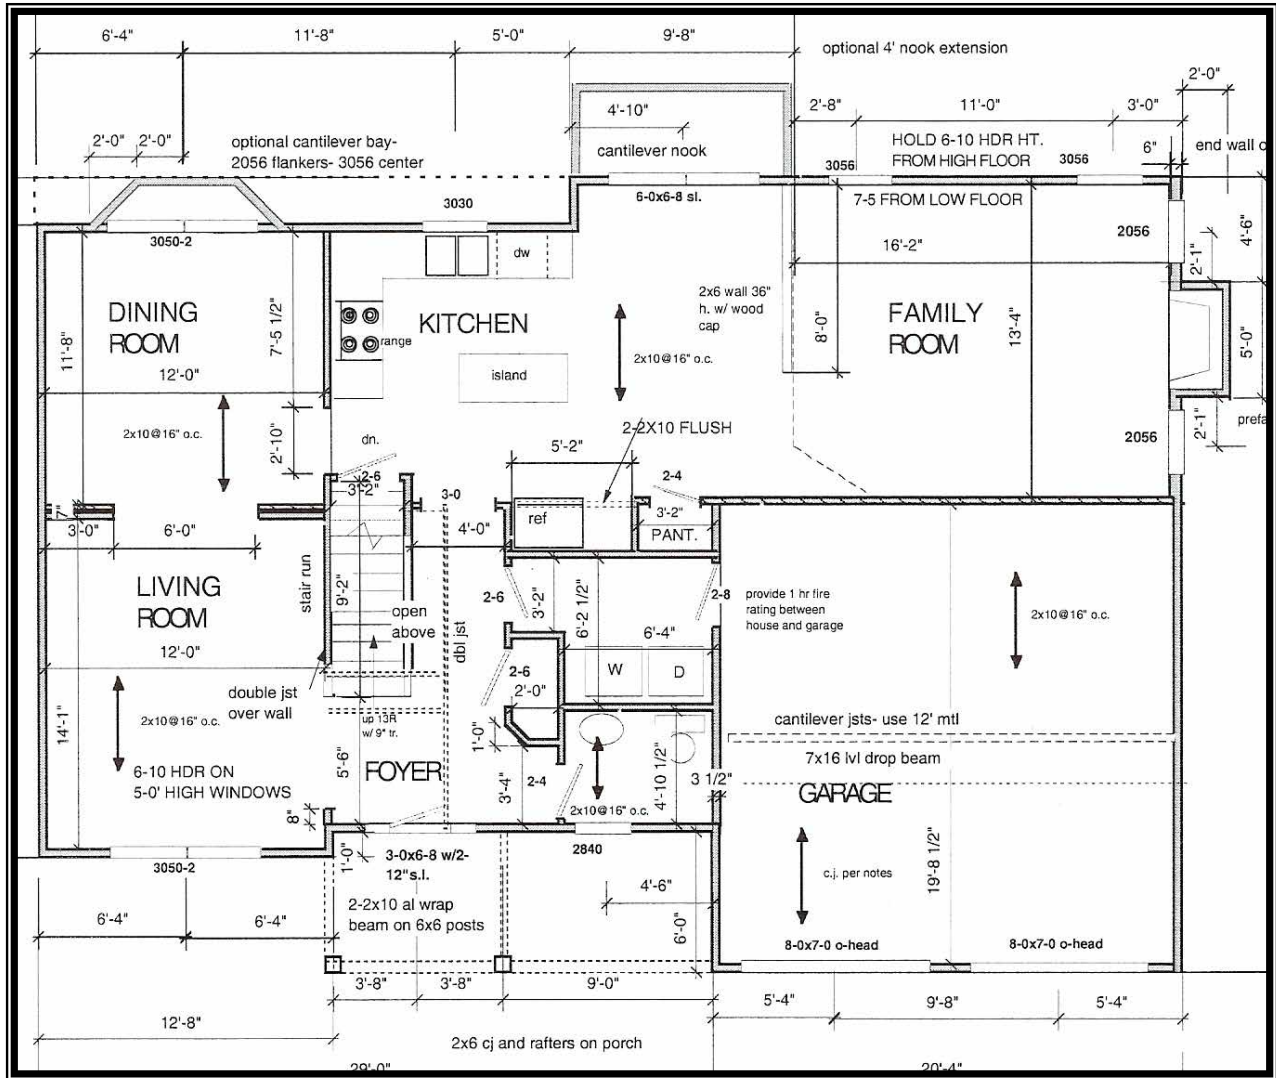 6'-4"
11'-8"
5'-0"
9'-8"
optional 4' nook extension
2'-0"
4'-10"
2'-8"
11'-0"
3'-0"
2'-0"
2'-0"
optional cantilever bay-
2056 flankers- 3056 center
cantilever nook
HOLD 6-10 HDR HT.
FROM HIGH FLOOR
3056
3056
6"
end wall
3030
6-0x6-8 sl.
7-5 FROM LOW FLOOR
3050-2
2056
16'-2"
4'-6"
2'-1"
dw
DINING
ROOM
KITCHEN
range
2x6 wall 36"
h. w/ wood
cap
FAMILY
ROOM
11'-8"
7'-5 1/2"
8'-0"
13'-4"
5'-0"
12'-0"
island
2x10@16" o.c.
2x10@16" o.c.
2'-10"
dn.
2-2X10 FLUSH
2056
2'-1"
prefa
5'-2"
2-6
2-4
3'-2"
3-0
7"
ref
3'-2"
PANT.
3'-0"
6'-0"
4'-0"
LIVING
ROOM
stair run
9'-2"
open
above
dbl jst
2-6
3'-2"
6'-2 1/2"
2-8
provide 1 hr fire
rating between
house and garage
2x10@16" o.c.
6'-4"
12'-0"
W
D
2-6
2'-0"
double jst
over wall
2x10@16" o.c.
14'-1"
up 13R
w/ 9" tr.
1'-0"
cantilever jsts- use 12' mtl
7x16 lvl drop beam
6-10 HDR ON
5-0' HIGH WINDOWS
5'-6"
FOYER
3'-4"
2-4
4'-10 1/2"
3 1/2"
GARAGE
8"
2x10@16" o.c.
19'-8 1/2"
3050-2
1'-0"
3-0x6-8 w/2-
12"s.l.
2840
c.j. per notes
4'-6"
2-2x10 al wrap
beam on 6x6 posts
6'-4"
6'-4"
6'-0"
8-0x7-0 o-head
8-0x7-0 o-head
3'-8"
3'-8"
9'-0"
5'-4"
9'-8"
5'-4"
12'-8"
2x6 cj and rafters on porch
29'-0"
20'-4"